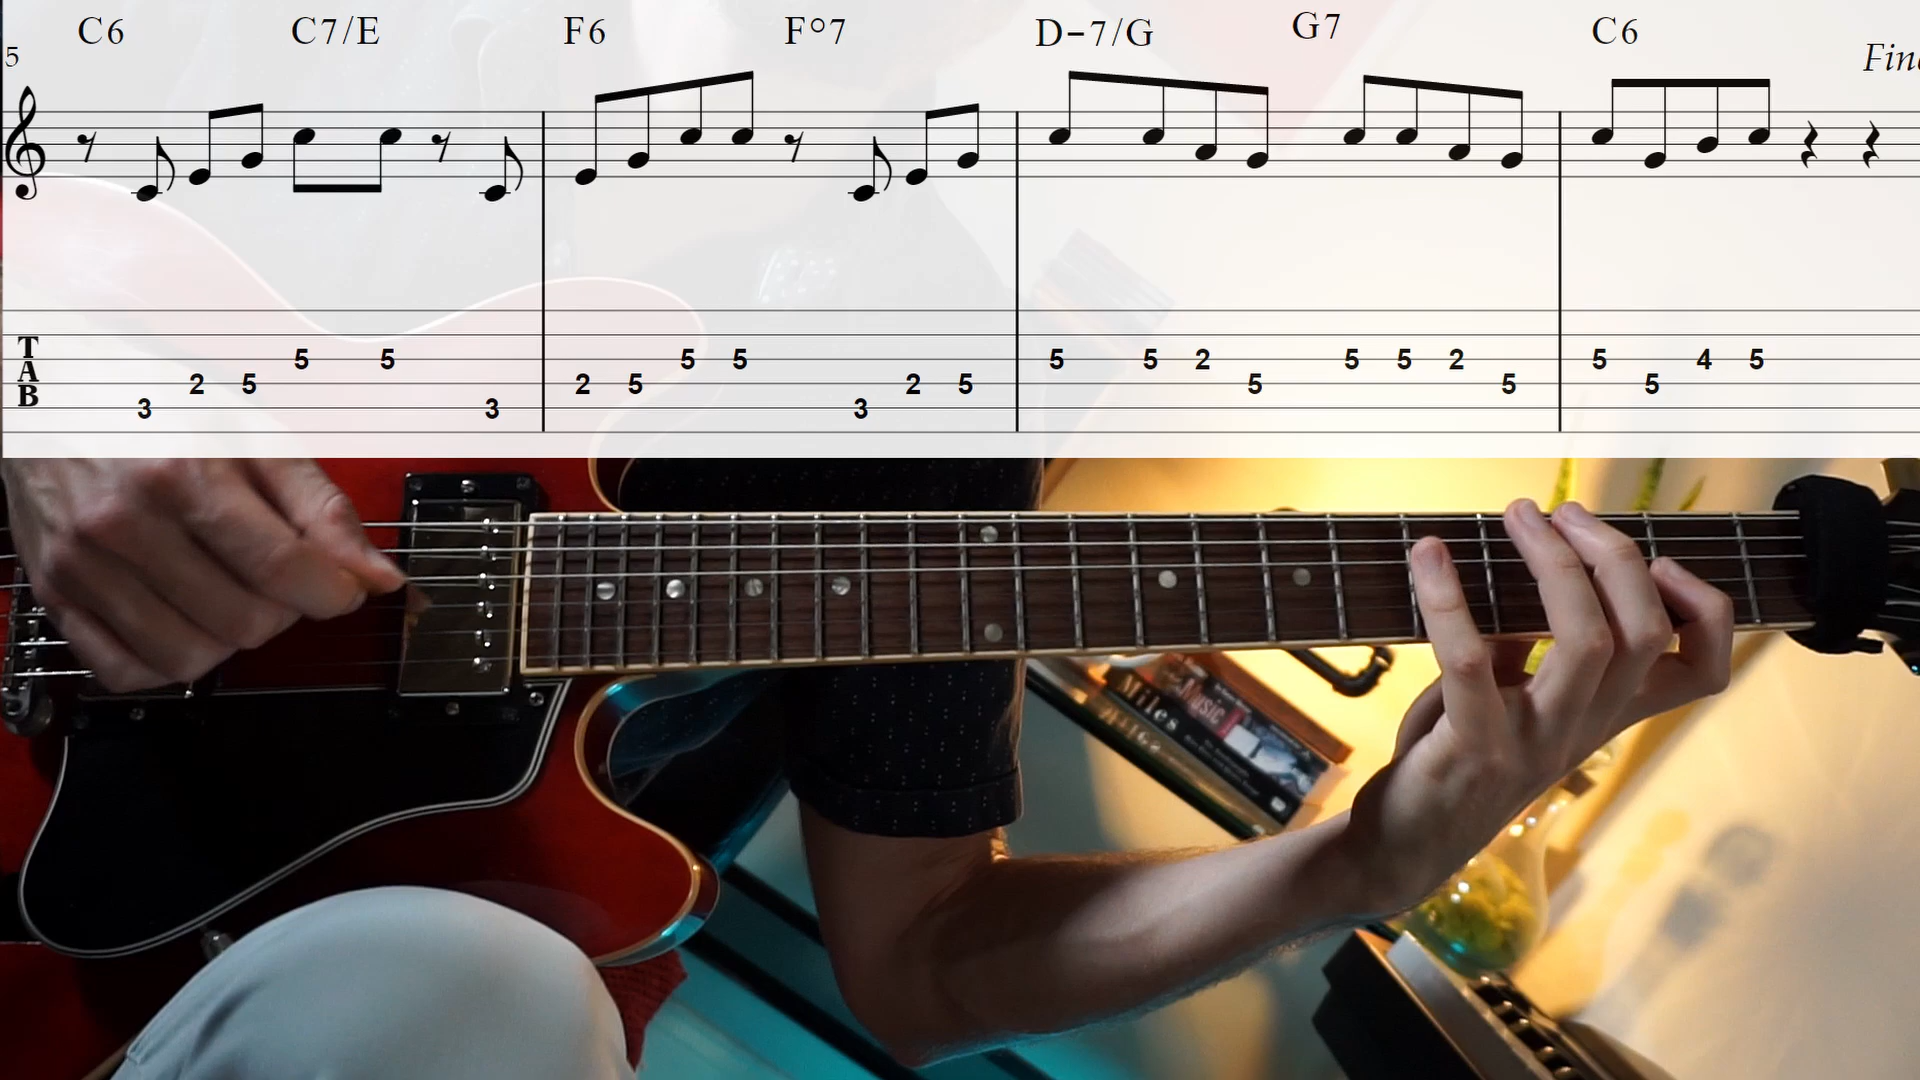 C6 C7/E F6 F°7 D-7/G G7 C6
5
Fin
T
A
B
5 5 5 5 5 5 2 5 5 2 5 4 5
2 5 2 5 2 5 5 5 5
3 3 3
Music
Miles